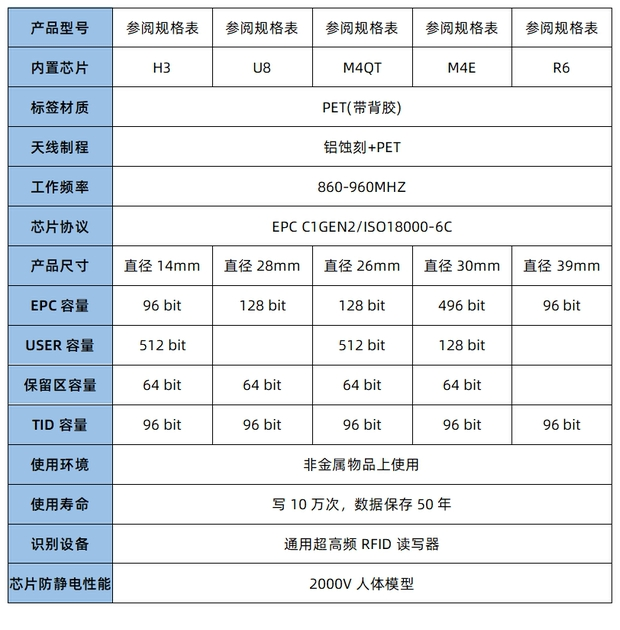 产品型号 参阅规格表 参阅规格表 参阅规格表 参阅规格表 参阅规格表
内置芯片 H3 U8 M4QT M4E R6
标签材质 PET(带背胶)
天线制程 铝蚀刻+PET
工作频率 860-960MHZ
芯片协议 EPC C1GEN2/ISO18000-6C
产品尺寸 直径 14mm 直径 28mm 直径 26mm 直径 30mm 直径 39mm
EPC 容量 96 bit 128 bit 128 bit 496 bit 96 bit
USER 容量 512 bit 512 bit 128 bit
保留区容量 64 bit 64 bit 64 bit 64 bit
TID 容量 96 bit 96 bit 96 bit 96 bit 96 bit
使用环境 非金属物品上使用
使用寿命 写 10 万次，数据保存 50 年
识别设备 通用超高频 RFID 读写器
芯片防静电性能 2000V 人体模型